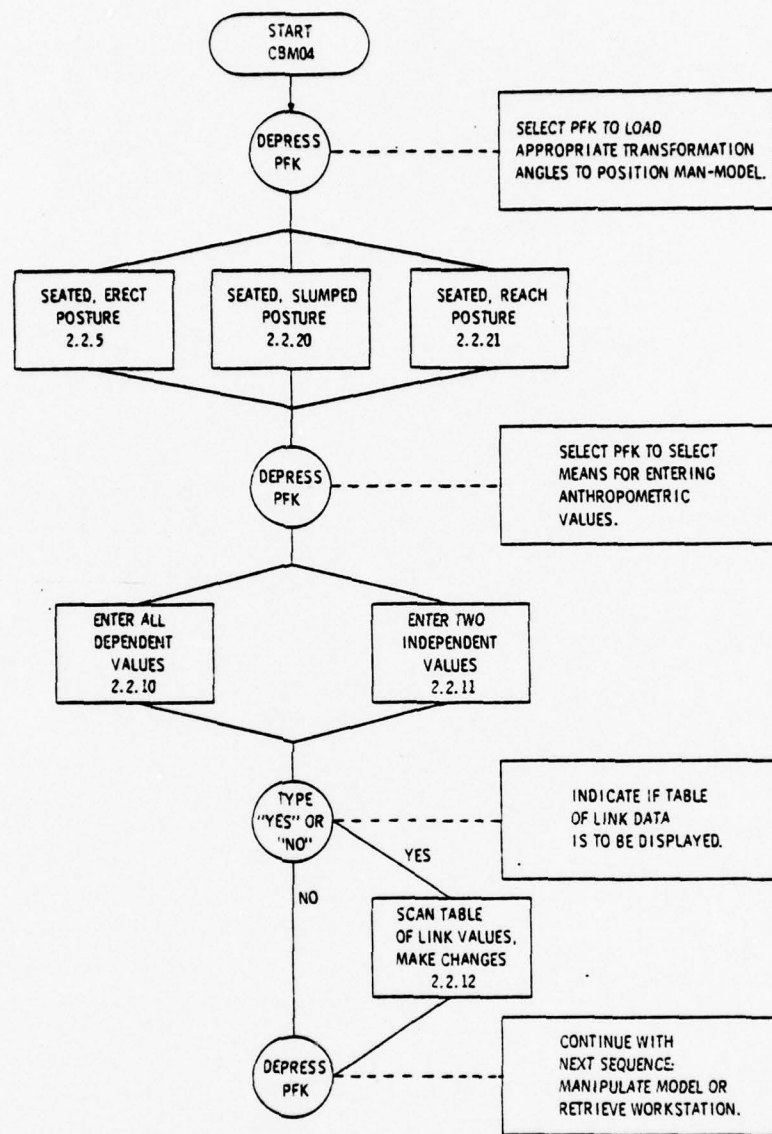 START
CBM04
DEPRESS
PFK
SELECT PFK TO LOAD
APPROPRIATE TRANSFORMATION
ANGLES TO POSITION MAN-MODEL.
SEATED, ERECT
POSTURE
2.2.5
SEATED, SLUMPED
POSTURE
2.2.20
SEATED, REACH
POSTURE
2.2.21
DEPRESS
PFK
SELECT PFK TO SELECT
MEANS FOR ENTERING
ANTHROPOMETRIC
VALUES.
ENTER ALL
DEPENDENT
VALUES
2.2.10
ENTER TWO
INDEPENDENT
VALUES
2.2.11
TYPE
"YES" OR
"NO"
INDICATE IF TABLE
OF LINK DATA
IS TO BE DISPLAYED.
YES
NO
SCAN TABLE
OF LINK VALUES,
MAKE CHANGES
2.2.12
DEPRESS
PFK
CONTINUE WITH
NEXT SEQUENCE:
MANIPULATE MODEL OR
RETRIEVE WORKSTATION.